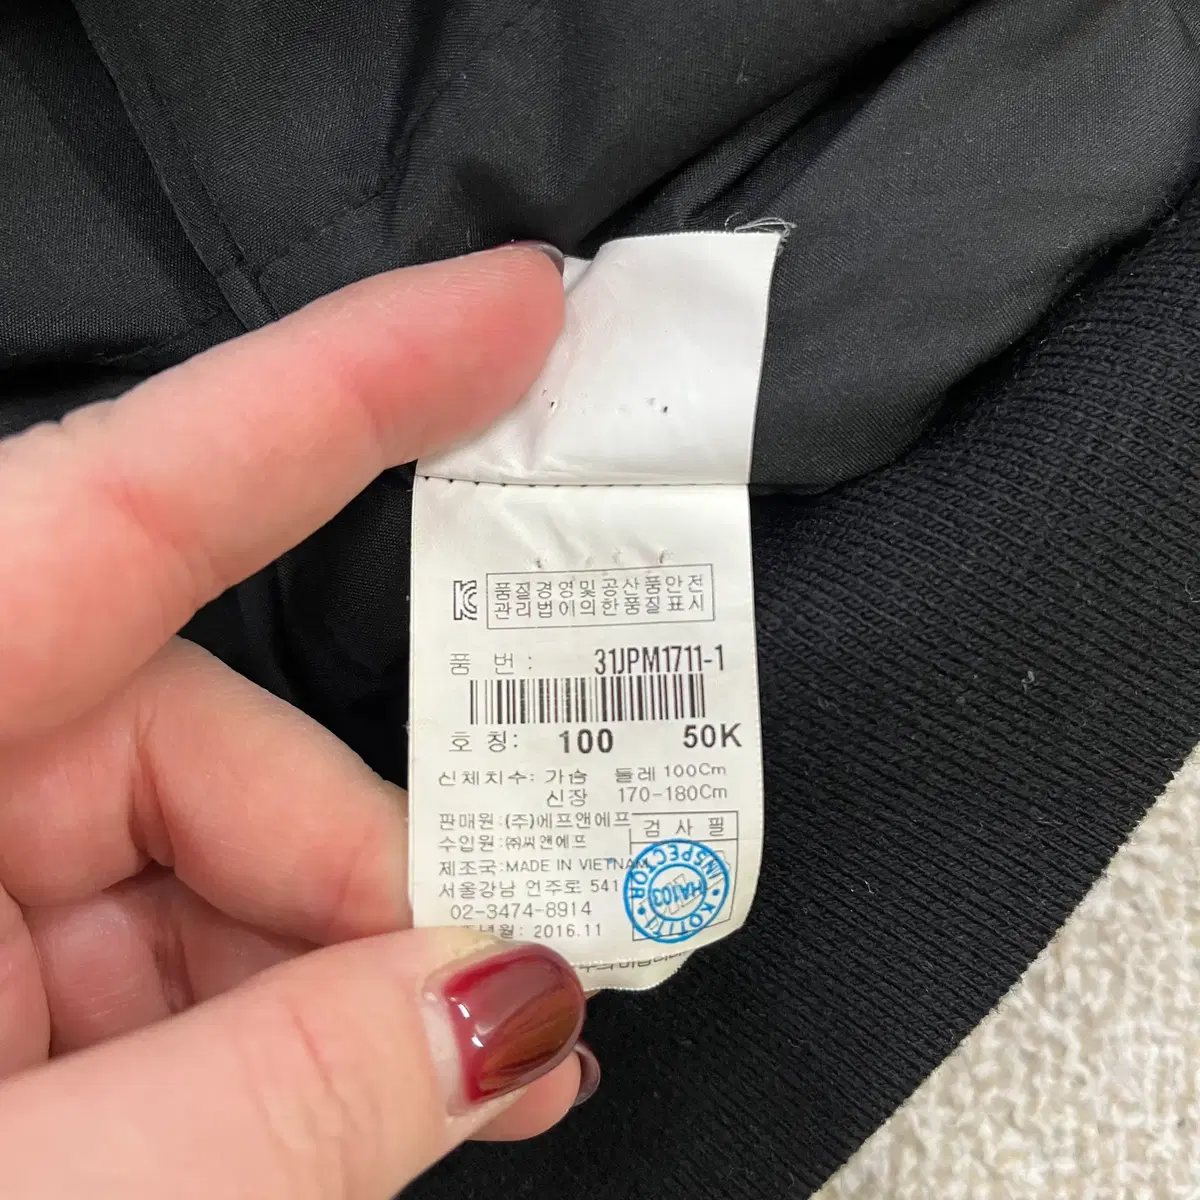 품질경영및공산품안전
관리법에의한품질표시
품 번 : 31JPM1711-1
호 칭: 100 50K
신체치수: 가슴 둘레 100Cm
신장 170-180Cm
판매원:(주)에프앤에프
수입원:㈜씨앤에프
제조국:MADE IN VIETNAM
서울강남 언주로 541
02-3474-8914
년월: 2016.11
검 사 필
INSPECTOR
HA103
KOTITI